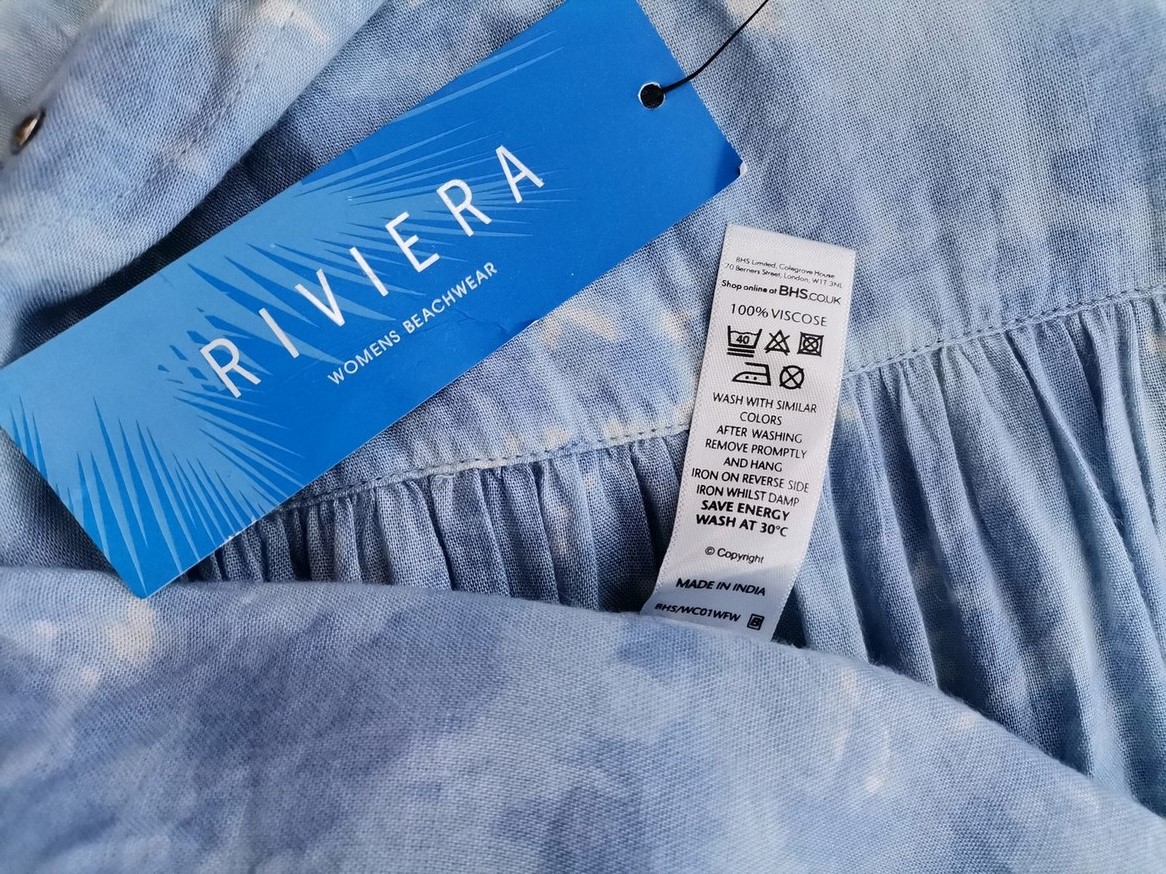 RIVIERA
WOMENS BEACHWEAR
BHS Limited, Colegrove House
70 Berners Street, London, W1T 3NL
Shop online at BHS.CO.UK
100% VISCOSE
40
WASH WITH SIMILAR
COLORS
AFTER WASHING
REMOVE PROMPTLY
AND HANG
IRON ON REVERSE SIDE
IRON WHILST DAMP
SAVE ENERGY
WASH AT 30°C
© Copyright
MADE IN INDIA
BHS/WC01WFW